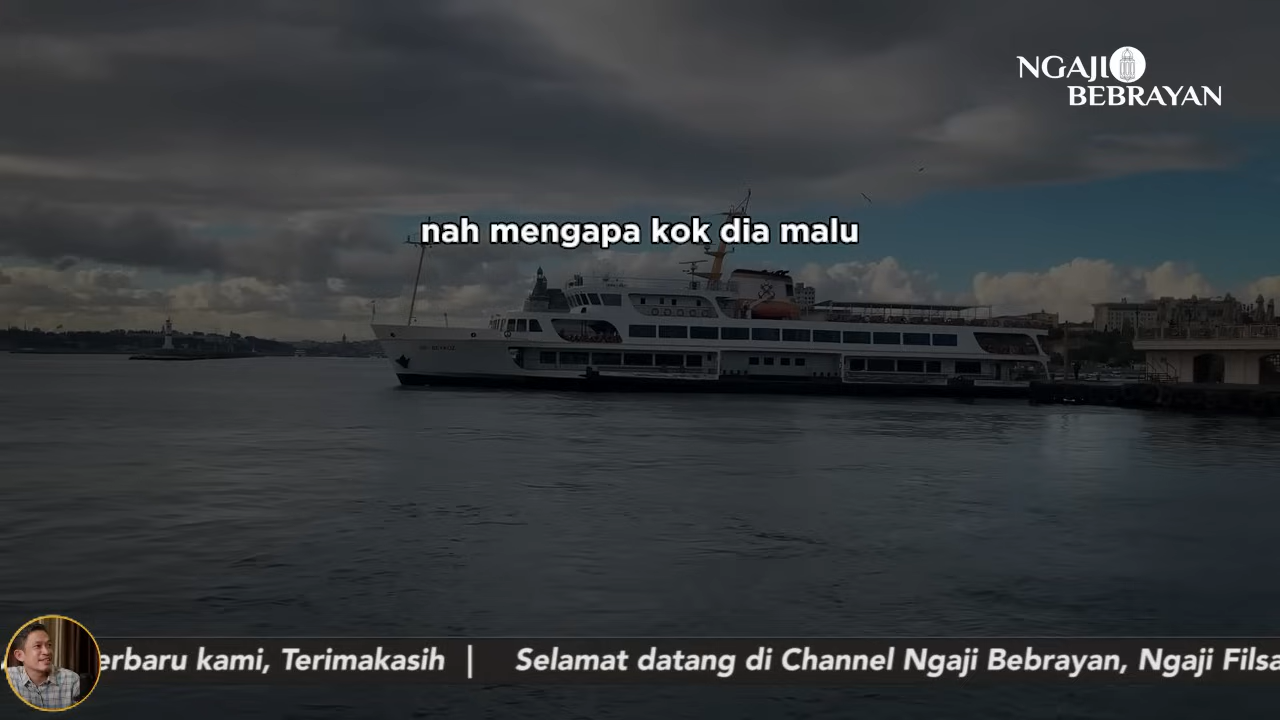 NGAJI
BEBRAYAN
nah mengapa kok dia malu
erbaru kami, Terimakasih | Selamat datang di Channel Ngaji Bebrayan, Ngaji Filsa